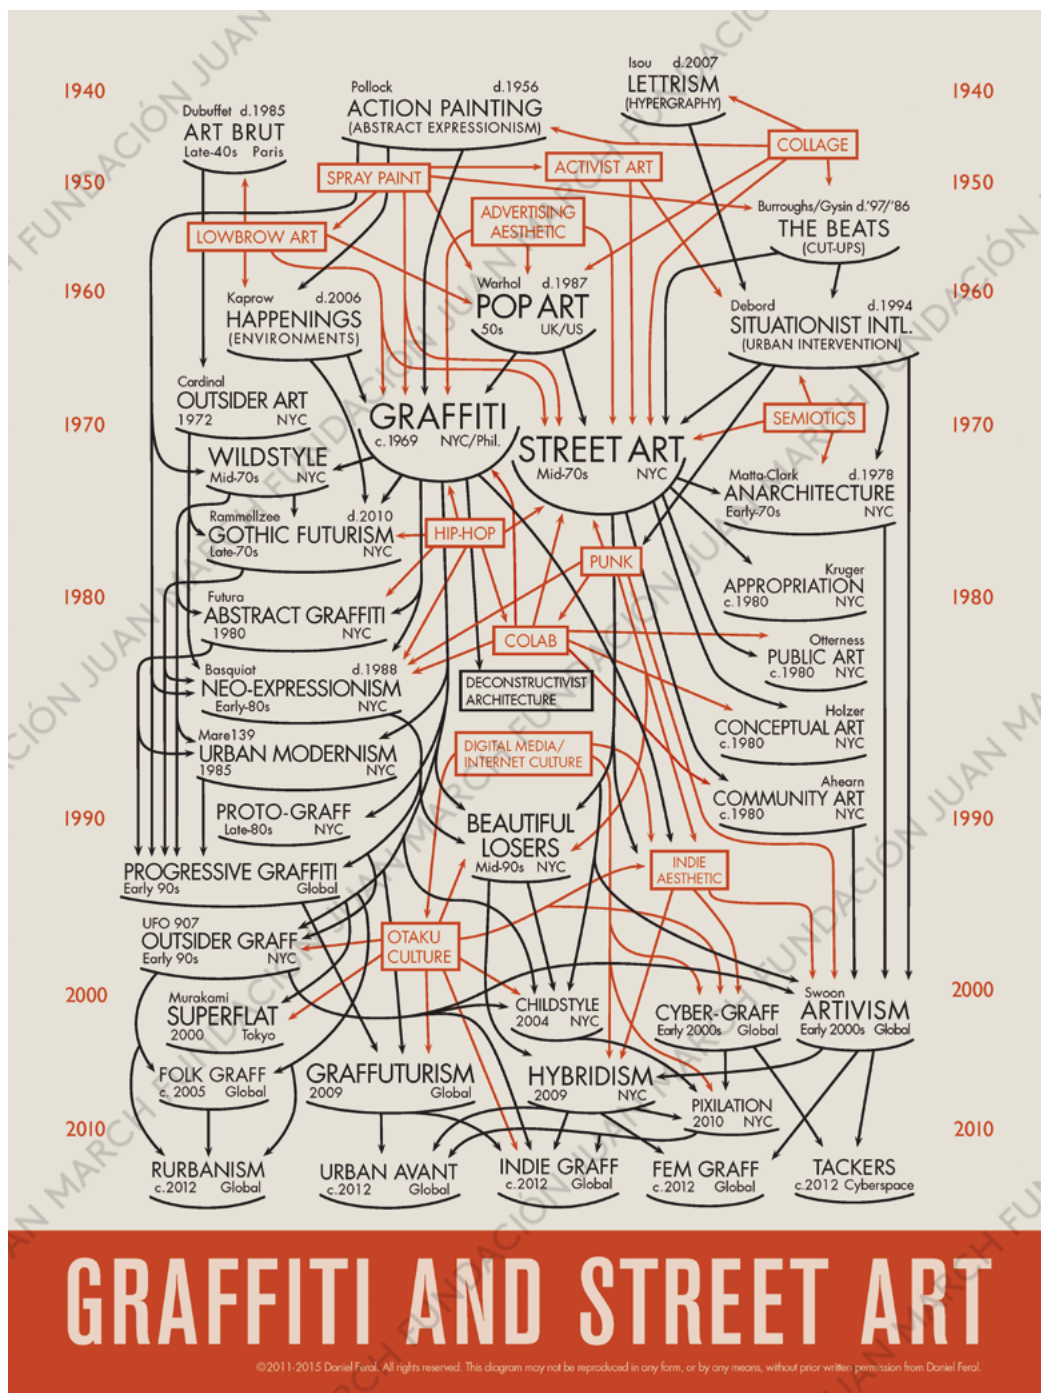 1940
1940
Isou d.2007
LETTRISM
(HYPERGRAPHY)
Pollock d.1956
ACTION PAINTING
(ABSTRACT EXPRESSIONISM)
Dubuffet d.1985
ART BRUT
Late-40s Paris
COLLAGE
ACTIVIST ART
SPRAY PAINT
1950
1950
ADVERTISING
AESTHETIC
Burroughs/Gysin d.'97/'86
THE BEATS
(CUT-UPS)
LOWBROW ART
1960
1960
Kaprow d.2006
HAPPENINGS
(ENVIRONMENTS)
Warhol d.1987
POP ART
50s UK/US
Debord d.1994
SITUATIONIST INTL.
(URBAN INTERVENTION)
Cardinal
OUTSIDER ART
1972 NYC
1970
1970
GRAFFITI
c.1969 NYC/Phil.
STREET ART
Mid-70s NYC
SEMIOTICS
WILDSTYLE
Mid-70s NYC
Matta-Clark d.1978
ANARCHITECTURE
Early-70s NYC
Rammellzee d.2010
GOTHIC FUTURISM
Late-70s NYC
HIP-HOP
PUNK
Kruger
APPROPRIATION
c.1980 NYC
1980
1980
Futura
ABSTRACT GRAFFITI
1980 NYC
COLAB
Otterness
PUBLIC ART
c.1980 NYC
Basquiat d.1988
NEO-EXPRESSIONISM
Early-80s NYC
DECONSTRUCTIVIST
ARCHITECTURE
Holzer
CONCEPTUAL ART
c.1980 NYC
Mare139
URBAN MODERNISM
1985 NYC
DIGITAL MEDIA/
INTERNET CULTURE
Ahearn
COMMUNITY ART
c.1980 NYC
PROTO-GRAFF
Late-80s NYC
1990
1990
BEAUTIFUL
LOSERS
Mid-90s NYC
PROGRESSIVE GRAFFITI
Early 90s Global
INDIE
AESTHETIC
UFO 907
OUTSIDER GRAFF
Early 90s NYC
OTAKU
CULTURE
2000
2000
Murakami
SUPERFLAT
2000 Tokyo
CHILDSTYLE
2004 NYC
CYBER-GRAFF
Early 2000s Global
Swoon
ARTIVISM
Early 2000s Global
FOLK GRAFF
c. 2005 Global
GRAFFUTURISM
2009 Global
HYBRIDISM
2009 NYC
PIXILATION
2010 NYC
2010
2010
RURBANISM
c.2012 Global
URBAN AVANT
c.2012 Global
INDIE GRAFF
c.2012 Global
FEM GRAFF
c.2012 Global
TACKERS
c.2012 Cyberspace
GRAFFITI AND STREET ART
©2011-2015 Daniel Feral. All rights reserved. This diagram may not be reproduced in any form, or by any means, without prior written permission from Daniel Feral.
FUNDACIÓN JUAN MARCH